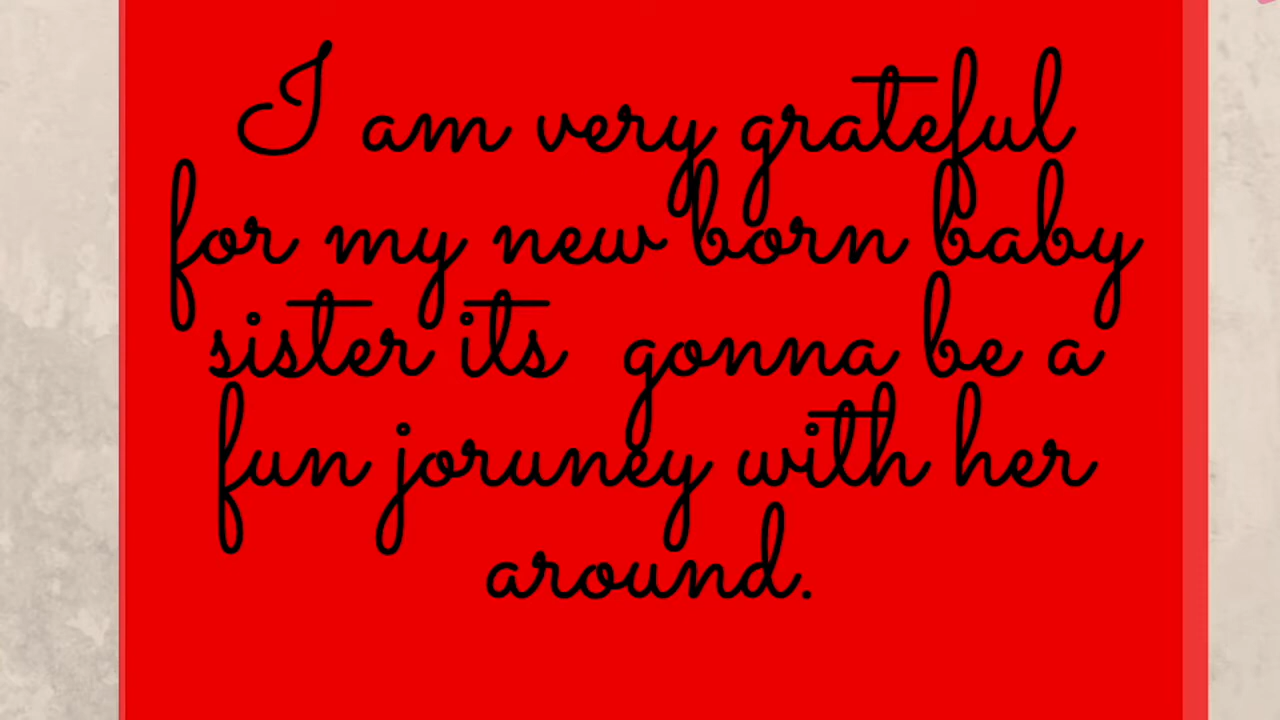 I am very grateful
for my new born baby
sister its  gonna be a
fun joruney with her
around.